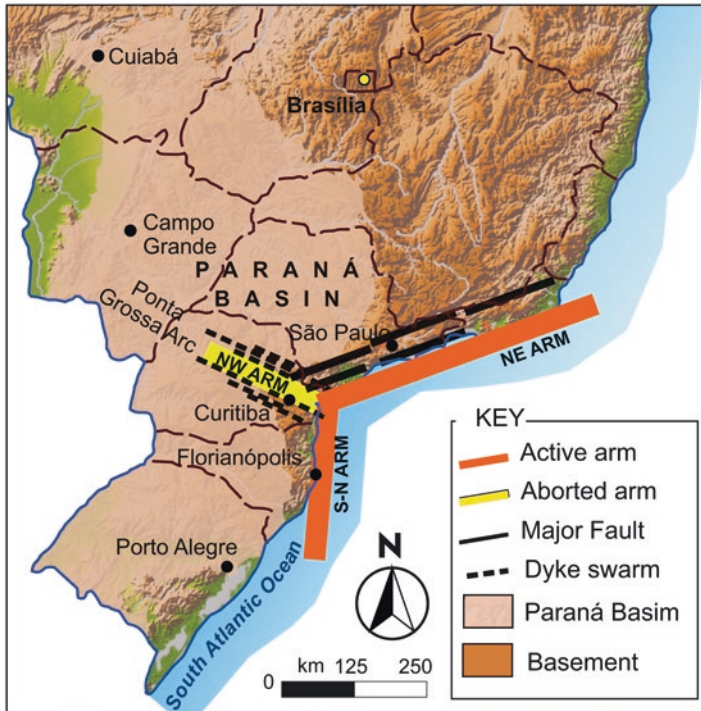 Cuiabá
Brasília
Campo
Grande
PARANÁ
BASIN
Ponta
Grossa Arc
São Paulo
NW ARM
NE ARM
Curitiba
Florianópolis
S-N ARM
Porto Alegre
South Atlantic Ocean
N
km 125 250
0
KEY
Active arm
Aborted arm
Major Fault
Dyke swarm
Paraná Basim
Basement